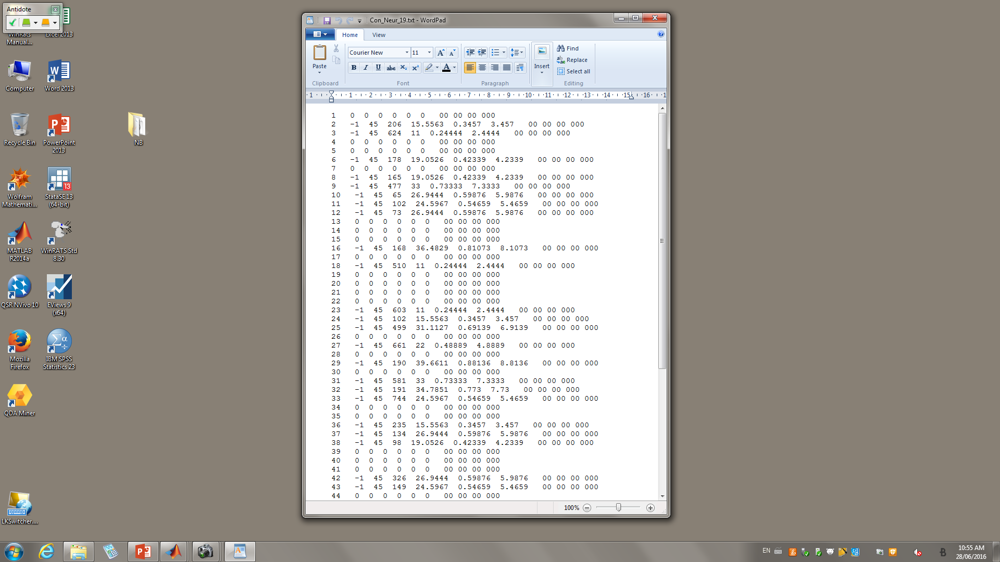 Antidote
WinRats Manual...
Excel 2013
Computer
Word 2013
Recycle Bin
PowerPoint 2013
NB
Wolfram Mathemati...
StataSE 13 (64-bit)
MATLAB R2014a
WinRATS Std 8.30
QSR NVivo 10
EViews 9 (x64)
Mozilla Firefox
IBM SPSS Statistics 23
QDA Miner
LKSwitcher....
Con_Neur_19.txt - WordPad
Home View
Paste
Clipboard
Courier New 11
Font
Paragraph
Insert
Find
Replace
Select all
Editing
1 1 2 3 4 5 6 7 8 9 10 11 12 13 14 15 16 1
1 0 0 0 0 0 0 00 00 00 000
2 -1 45 206 15.5563 0.3457 3.457 00 00 00 000
3 -1 45 624 11 0.24444 2.4444 00 00 00 000
4 0 0 0 0 0 0 00 00 00 000
5 0 0 0 0 0 0 00 00 00 000
6 -1 45 178 19.0526 0.42339 4.2339 00 00 00 000
7 0 0 0 0 0 0 00 00 00 000
8 -1 45 165 19.0526 0.42339 4.2339 00 00 00 000
9 -1 45 477 33 0.73333 7.3333 00 00 00 000
10 -1 45 65 26.9444 0.59876 5.9876 00 00 00 000
11 -1 45 102 24.5967 0.54659 5.4659 00 00 00 000
12 -1 45 73 26.9444 0.59876 5.9876 00 00 00 000
13 0 0 0 0 0 0 00 00 00 000
14 0 0 0 0 0 0 00 00 00 000
15 0 0 0 0 0 0 00 00 00 000
16 -1 45 168 36.4829 0.81073 8.1073 00 00 00 000
17 0 0 0 0 0 0 00 00 00 000
18 -1 45 510 11 0.24444 2.4444 00 00 00 000
19 0 0 0 0 0 0 00 00 00 000
20 0 0 0 0 0 0 00 00 00 000
21 0 0 0 0 0 0 00 00 00 000
22 0 0 0 0 0 0 00 00 00 000
23 -1 45 603 11 0.24444 2.4444 00 00 00 000
24 -1 45 102 15.5563 0.3457 3.457 00 00 00 000
25 -1 45 499 31.1127 0.69139 6.9139 00 00 00 000
26 0 0 0 0 0 0 00 00 00 000
27 -1 45 661 22 0.48889 4.8889 00 00 00 000
28 0 0 0 0 0 0 00 00 00 000
29 -1 45 190 39.6611 0.88136 8.8136 00 00 00 000
30 0 0 0 0 0 0 00 00 00 000
31 -1 45 581 33 0.73333 7.3333 00 00 00 000
32 -1 45 191 34.7851 0.773 7.73 00 00 00 000
33 -1 45 744 24.5967 0.54659 5.4659 00 00 00 000
34 0 0 0 0 0 0 00 00 00 000
35 0 0 0 0 0 0 00 00 00 000
36 -1 45 235 15.5563 0.3457 3.457 00 00 00 000
37 -1 45 134 26.9444 0.59876 5.9876 00 00 00 000
38 -1 45 98 19.0526 0.42339 4.2339 00 00 00 000
39 0 0 0 0 0 0 00 00 00 000
40 0 0 0 0 0 0 00 00 00 000
41 0 0 0 0 0 0 00 00 00 000
42 -1 45 326 26.9444 0.59876 5.9876 00 00 00 000
43 -1 45 149 24.5967 0.54659 5.4659 00 00 00 000
44 0 0 0 0 0 0 00 00 00 000
100%
EN
10:55 AM
28/06/2016